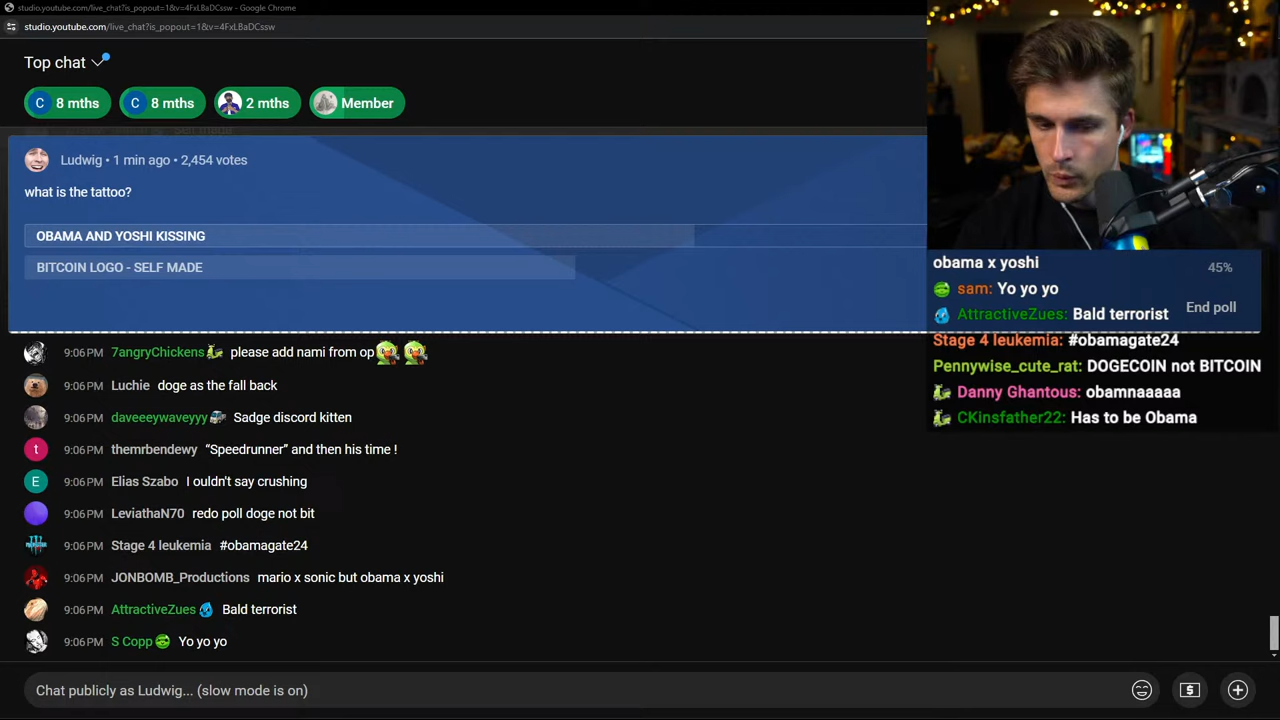 studio.youtube.com/live_chat?is_popout=1&v=4FxLBaDCssw - Google Chrome
studio.youtube.com/live_chat?is_popout=1&v=4FxLBaDCssw
Top chat
C 8 mths C 8 mths 2 mths Member
Ludwig • 1 min ago • 2,454 votes
what is the tattoo?
OBAMA AND YOSHI KISSING
BITCOIN LOGO - SELF MADE
45%
End poll
obama x yoshi
sam: Yo yo yo
AttractiveZues: Bald terrorist
Stage 4 leukemia: #obamagate24
Pennywise_cute_rat: DOGECOIN not BITCOIN
Danny Ghantous: obamnaaaaa
CKinsfather22: Has to be Obama
9:06 PM 7angryChickens please add nami from op
9:06 PM Luchie doge as the fall back
9:06 PM daveeeywaveyyy Sadge discord kitten
t 9:06 PM themrbendewy “Speedrunner” and then his time !
E 9:06 PM Elias Szabo I ouldn't say crushing
9:06 PM LeviathaN70 redo poll doge not bit
9:06 PM Stage 4 leukemia #obamagate24
9:06 PM JONBOMB_Productions mario x sonic but obama x yoshi
9:06 PM AttractiveZues Bald terrorist
9:06 PM S Copp Yo yo yo
Chat publicly as Ludwig... (slow mode is on)